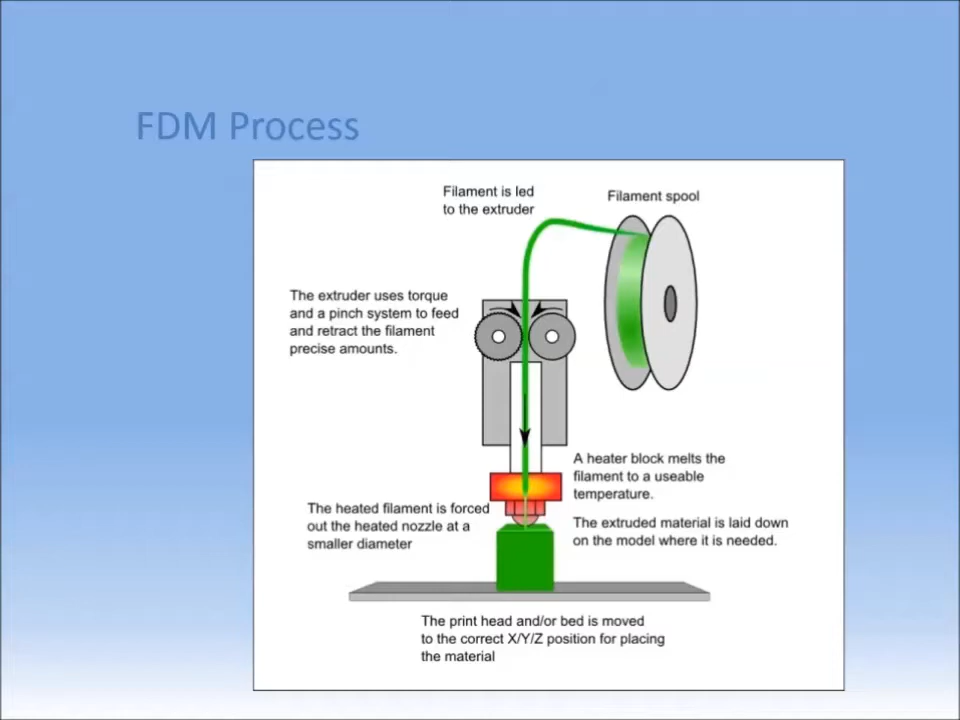 FDM Process
Filament is led
to the extruder
Filament spool
The extruder uses torque
and a pinch system to feed
and retract the filament
precise amounts.
A heater block melts the
filament to a useable
temperature.
The heated filament is forced
out the heated nozzle at a
smaller diameter
The extruded material is laid down
on the model where it is needed.
The print head and/or bed is moved
to the correct X/Y/Z position for placing
the material